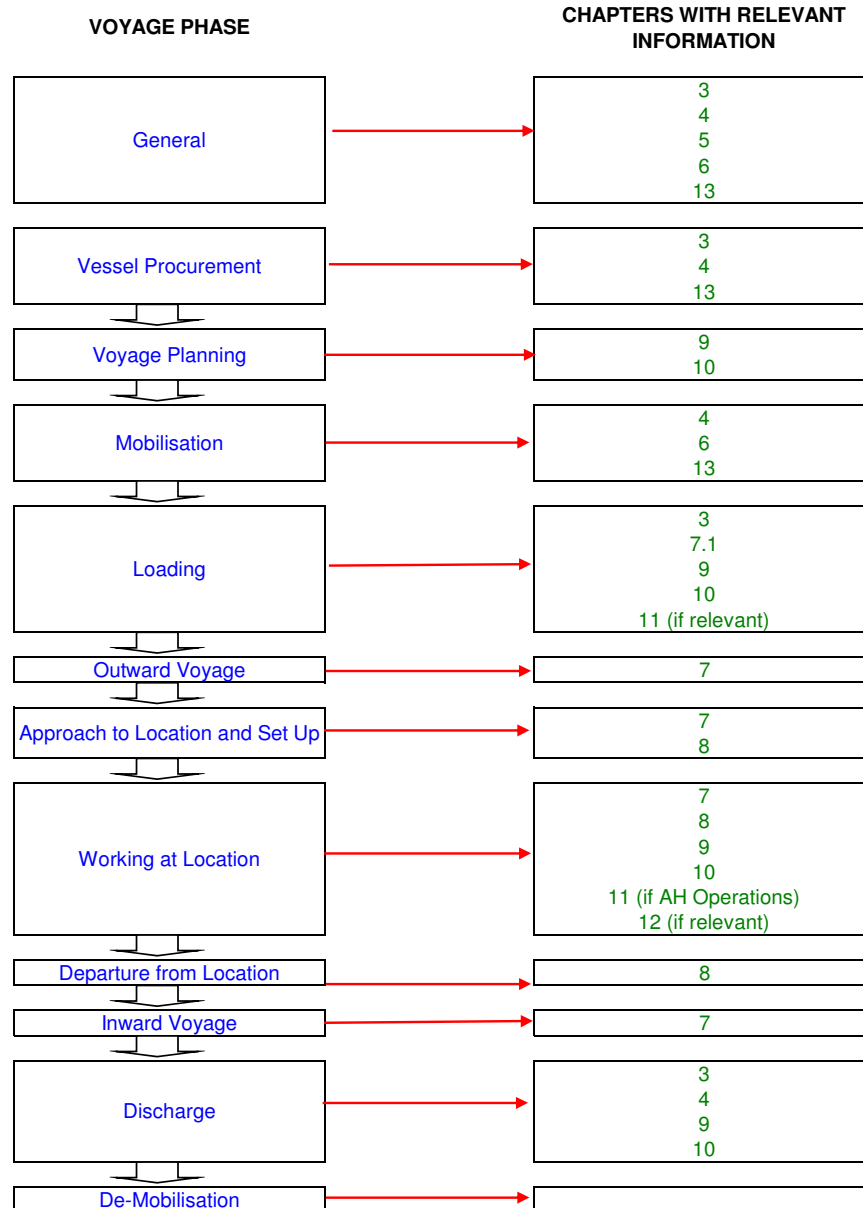 VOYAGE PHASE
CHAPTERS WITH RELEVANT
INFORMATION
General
3
4
5
6
13
Vessel Procurement
3
4
13
Voyage Planning
9
10
Mobilisation
4
6
13
Loading
3
7.1
9
10
11 (if relevant)
Outward Voyage
7
Approach to Location and Set Up
7
8
Working at Location
7
8
9
10
11 (if AH Operations)
12 (if relevant)
Departure from Location
8
Inward Voyage
7
Discharge
3
4
9
10
De-Mobilisation